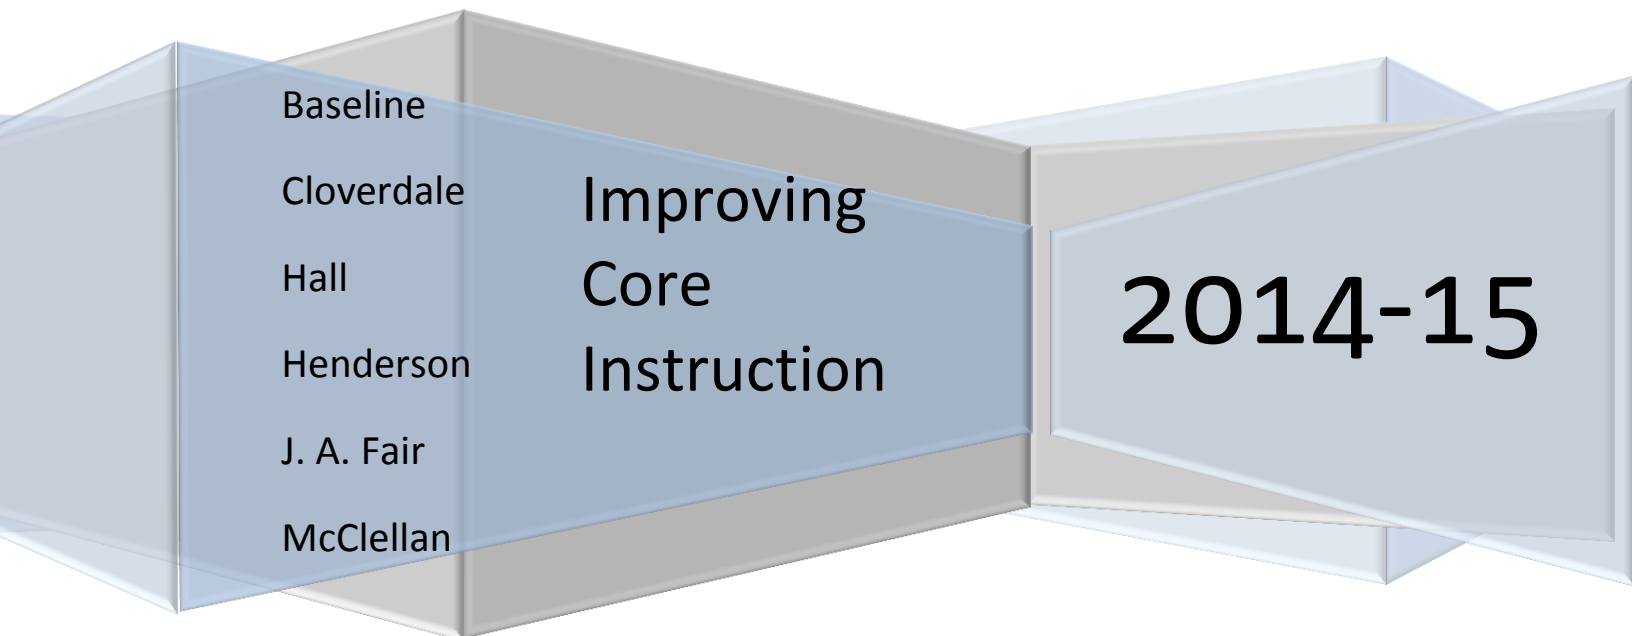 Baseline
Cloverdale
Hall
Henderson
J. A. Fair
McClellan
Improving
Core
Instruction
2014-15